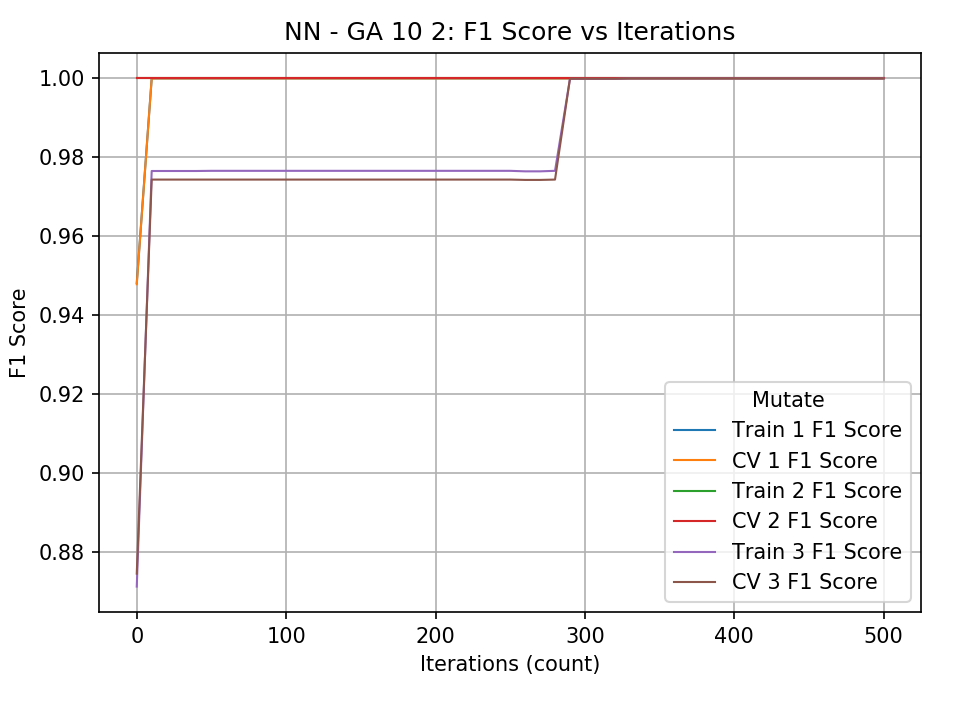 NN - GA 10 2: F1 Score vs Iterations
1.00
0.98
0.96
0.94
0.92
0.90
0.88
F1 Score
Mutate
Train 1 F1 Score
CV 1 F1 Score
Train 2 F1 Score
CV 2 F1 Score
Train 3 F1 Score
CV 3 F1 Score
0 100 200 300 400 500
Iterations (count)